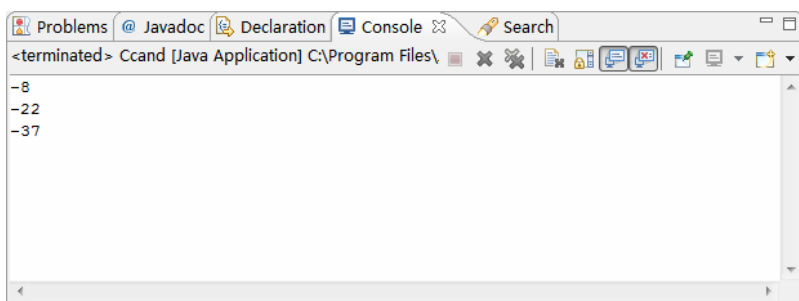 Problems @ Javadoc Declaration Console Search
<terminated> Ccand [Java Application] C:\Program Files\
-8
-22
-37